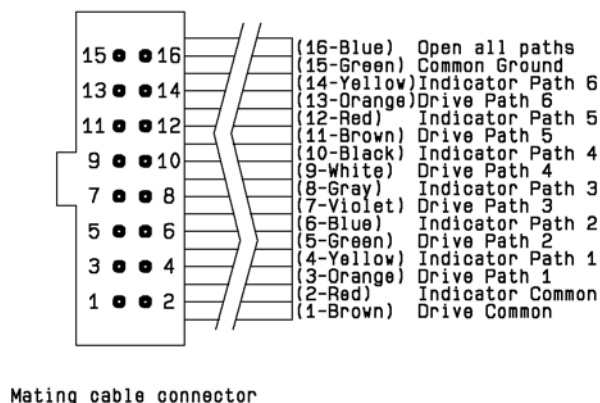 15 16 (16-Blue) Open all paths
(15-Green) Common Ground
13 14 (14-Yellow) Indicator Path 6
(13-Orange) Drive Path 6
11 12 (12-Red) Indicator Path 5
(11-Brown) Drive Path 5
9 10 (10-Black) Indicator Path 4
(9-White) Drive Path 4
7 8 (8-Gray) Indicator Path 3
(7-Violet) Drive Path 3
5 6 (6-Blue) Indicator Path 2
(5-Green) Drive Path 2
3 4 (4-Yellow) Indicator Path 1
(3-Orange) Drive Path 1
1 2 (2-Red) Indicator Common
(1-Brown) Drive Common
Mating cable connector